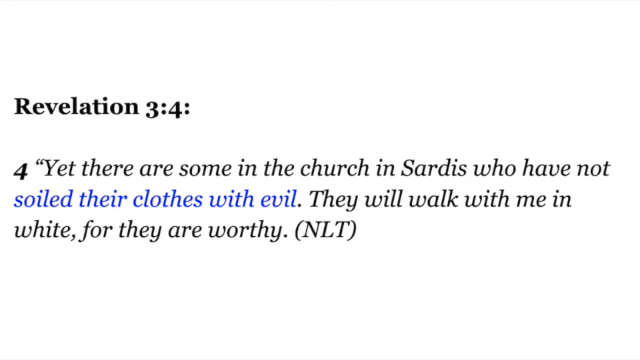 Revelation 3:4:
4 “Yet there are some in the church in Sardis who have not
soiled their clothes with evil. They will walk with me in
white, for they are worthy. (NLT)